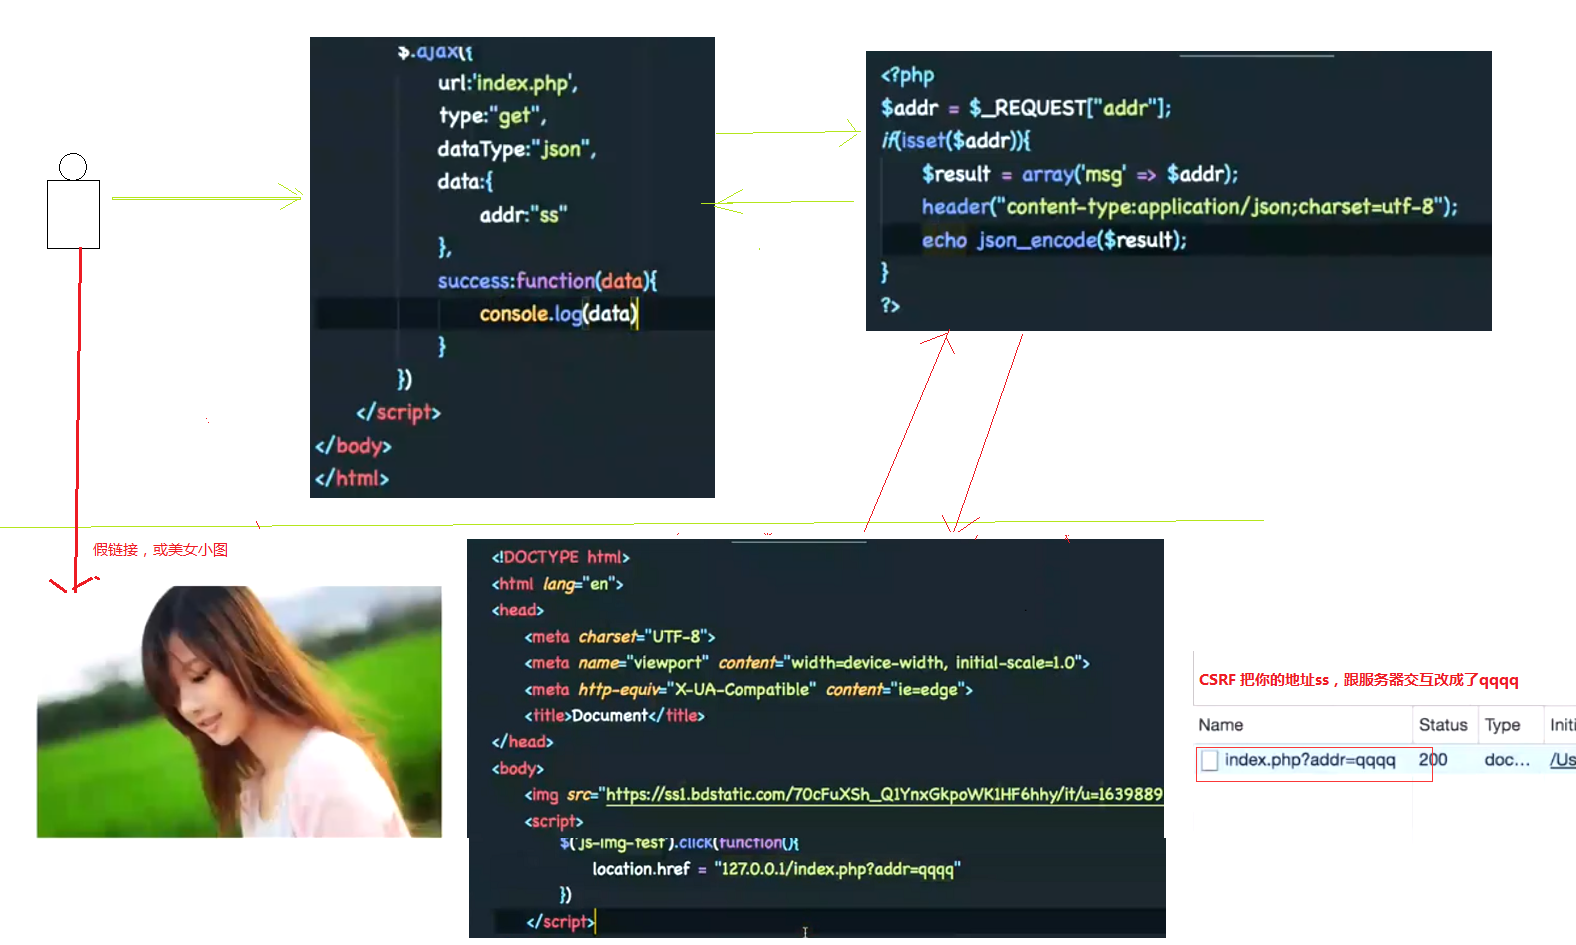 $.ajax({
url:'index.php',
type:"get",
dataType:"json",
data:{
addr:"ss"
},
success:function(data){
console.log(data)
}
})
</script>
</body>
</html>
<?php
$addr = $_REQUEST["addr"];
if(isset($addr)){
$result = array('msg' => $addr);
header("content-type:application/json;charset=utf-8");
echo json_encode($result);
}
?>
假链接，或美女小图
<!DOCTYPE html>
<html lang="en">
<head>
<meta charset="UTF-8">
<meta name="viewport" content="width=device-width, initial-scale=1.0">
<meta http-equiv="X-UA-Compatible" content="ie=edge">
<title>Document</title>
</head>
<body>
<img src="https://ss1.bdstatic.com/70cFuXSh_Q1YnxGkpoWK1HF6hhy/it/u=1639889
<script>
$('js-img-test').click(function(){
location.href = "127.0.0.1/index.php?addr=qqqq"
})
</script>
CSRF 把你的地址ss，跟服务器交互改成了qqqq
Name Status Type Initi
index.php?addr=qqqq 200 doc... /Us